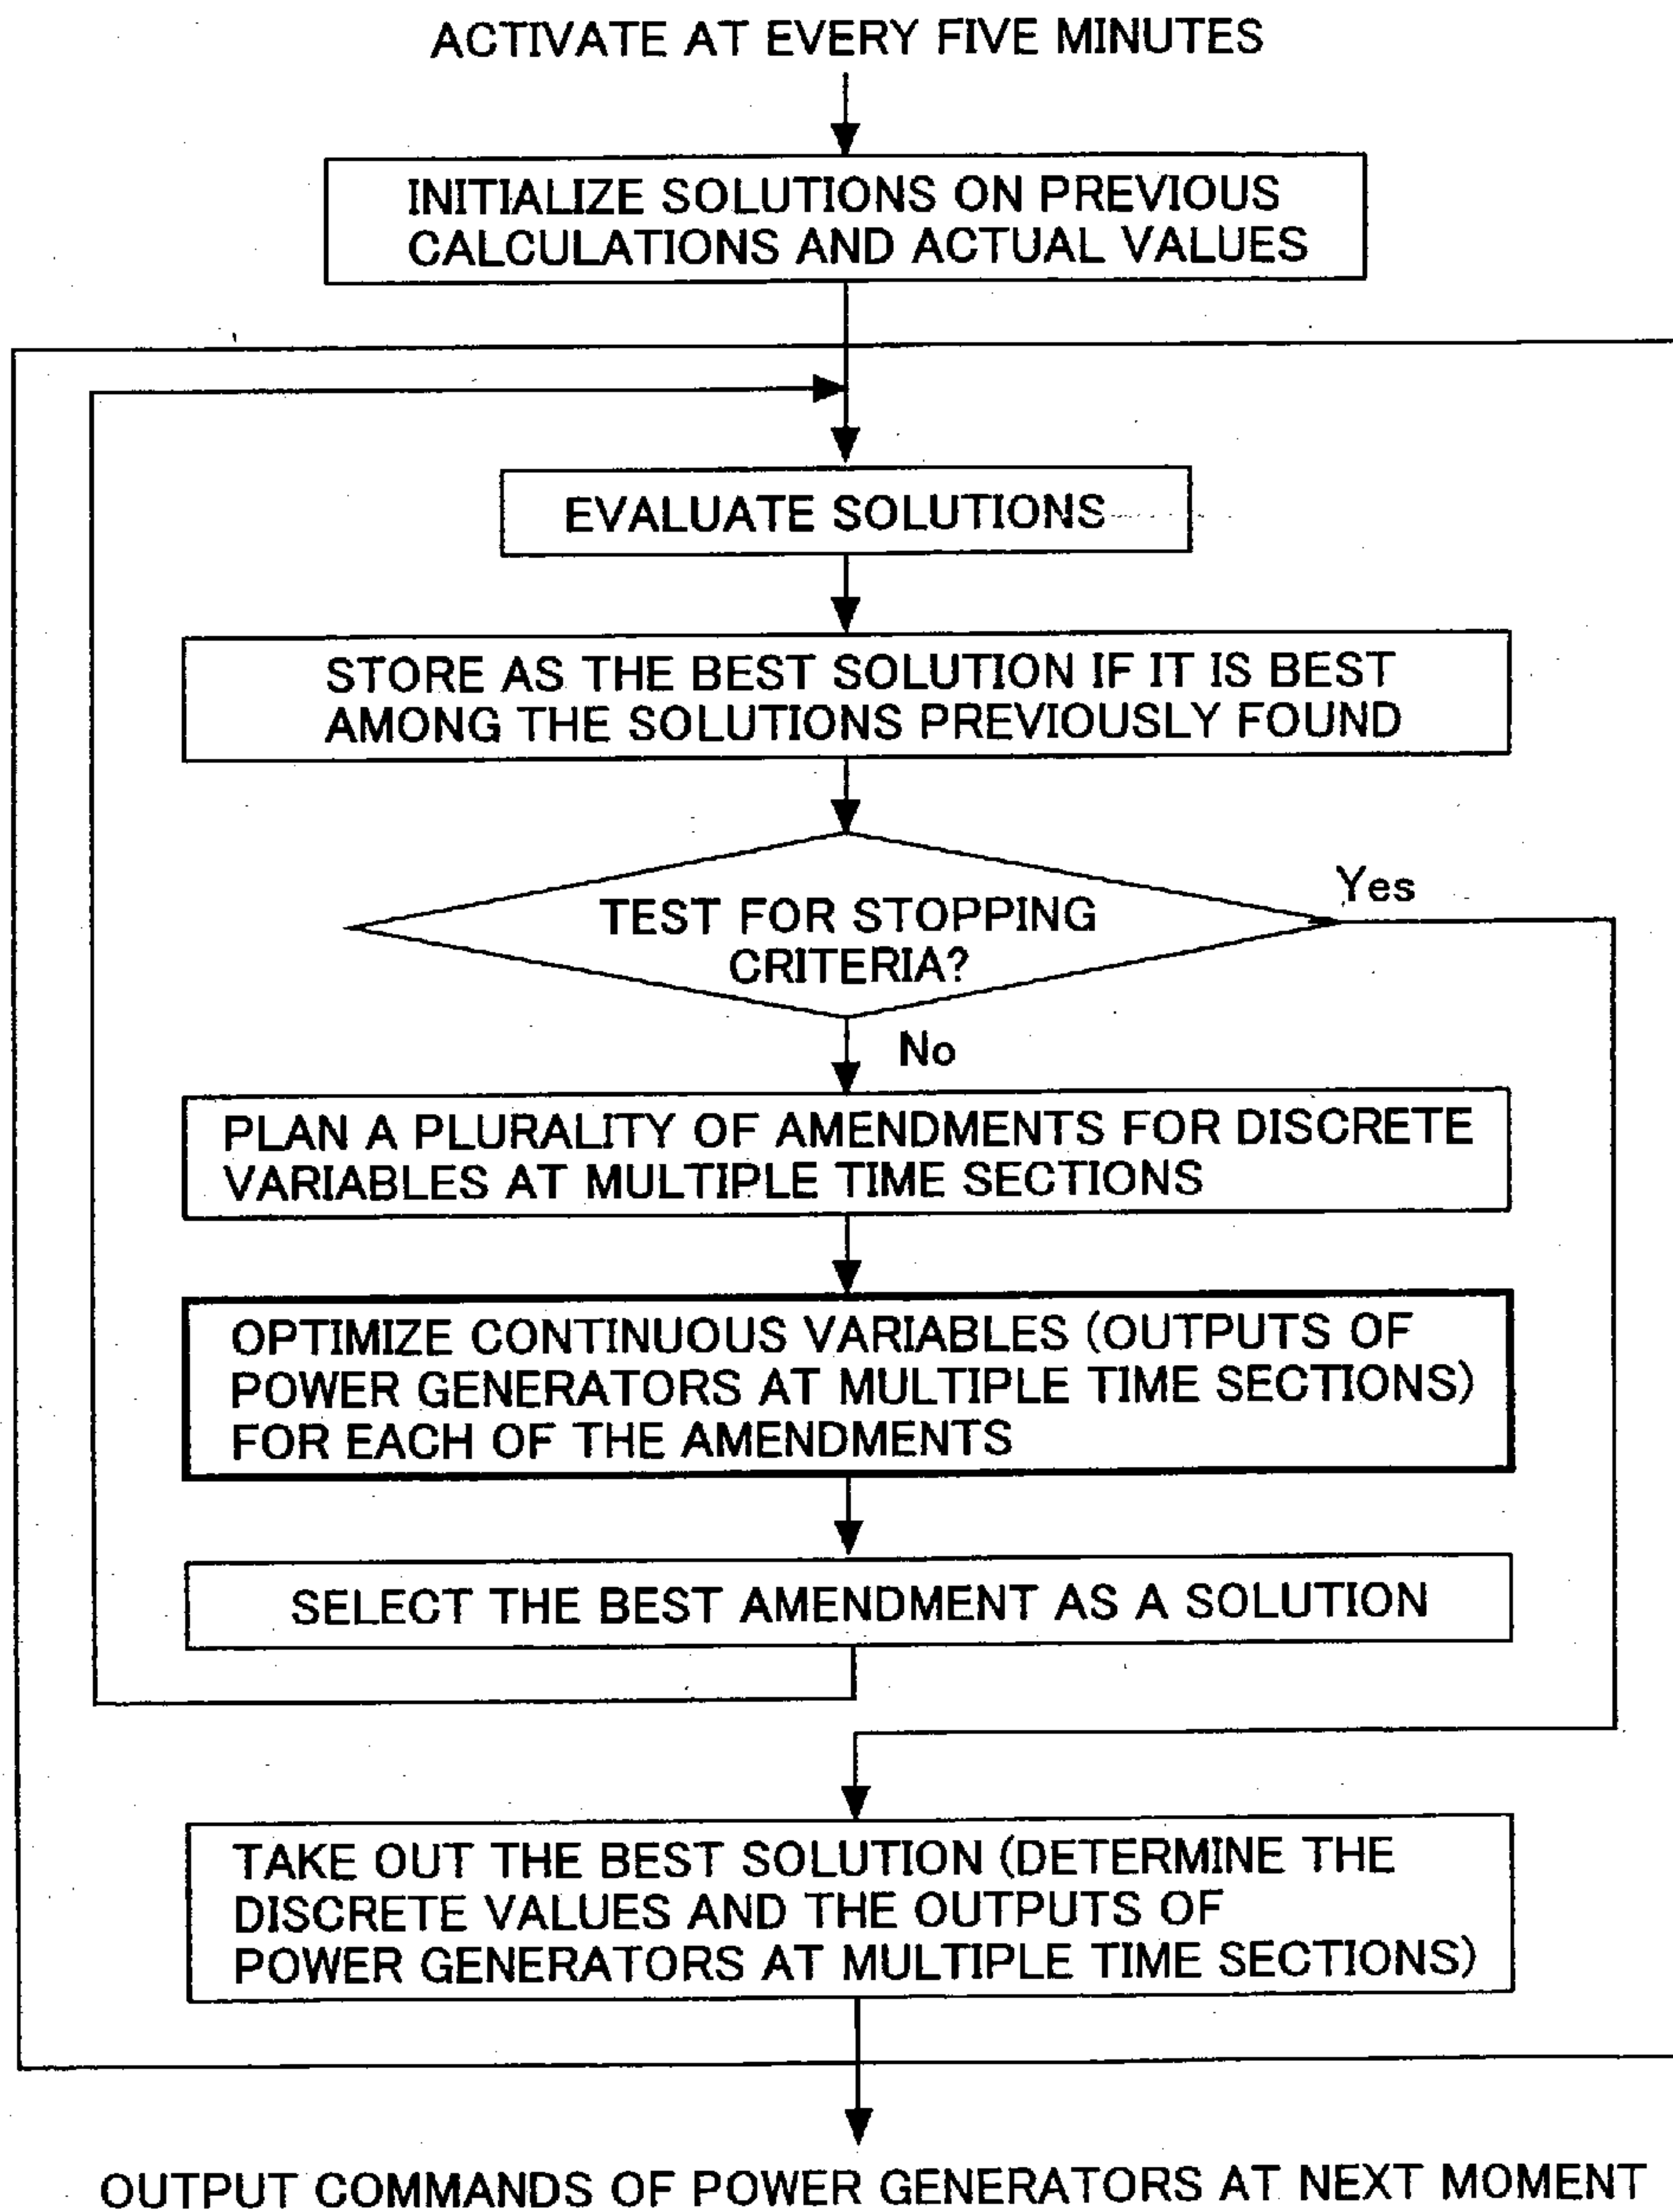 ACTIVATE AT EVERY FIVE MINUTES
INITIALIZE SOLUTIONS ON PREVIOUS
CALCULATIONS AND ACTUAL VALUES
EVALUATE SOLUTIONS
STORE AS THE BEST SOLUTION IF IT IS BEST
AMONG THE SOLUTIONS PREVIOUSLY FOUND
Yes
TEST FOR STOPPING
CRITERIA?
No
PLAN A PLURALITY OF AMENDMENTS FOR DISCRETE
VARIABLES AT MULTIPLE TIME SECTIONS
OPTIMIZE CONTINUOUS VARIABLES (OUTPUTS OF
POWER GENERATORS AT MULTIPLE TIME SECTIONS)
FOR EACH OF THE AMENDMENTS
SELECT THE BEST AMENDMENT AS A SOLUTION
TAKE OUT THE BEST SOLUTION (DETERMINE THE
DISCRETE VALUES AND THE OUTPUTS OF
POWER GENERATORS AT MULTIPLE TIME SECTIONS)
OUTPUT COMMANDS OF POWER GENERATORS AT NEXT MOMENT